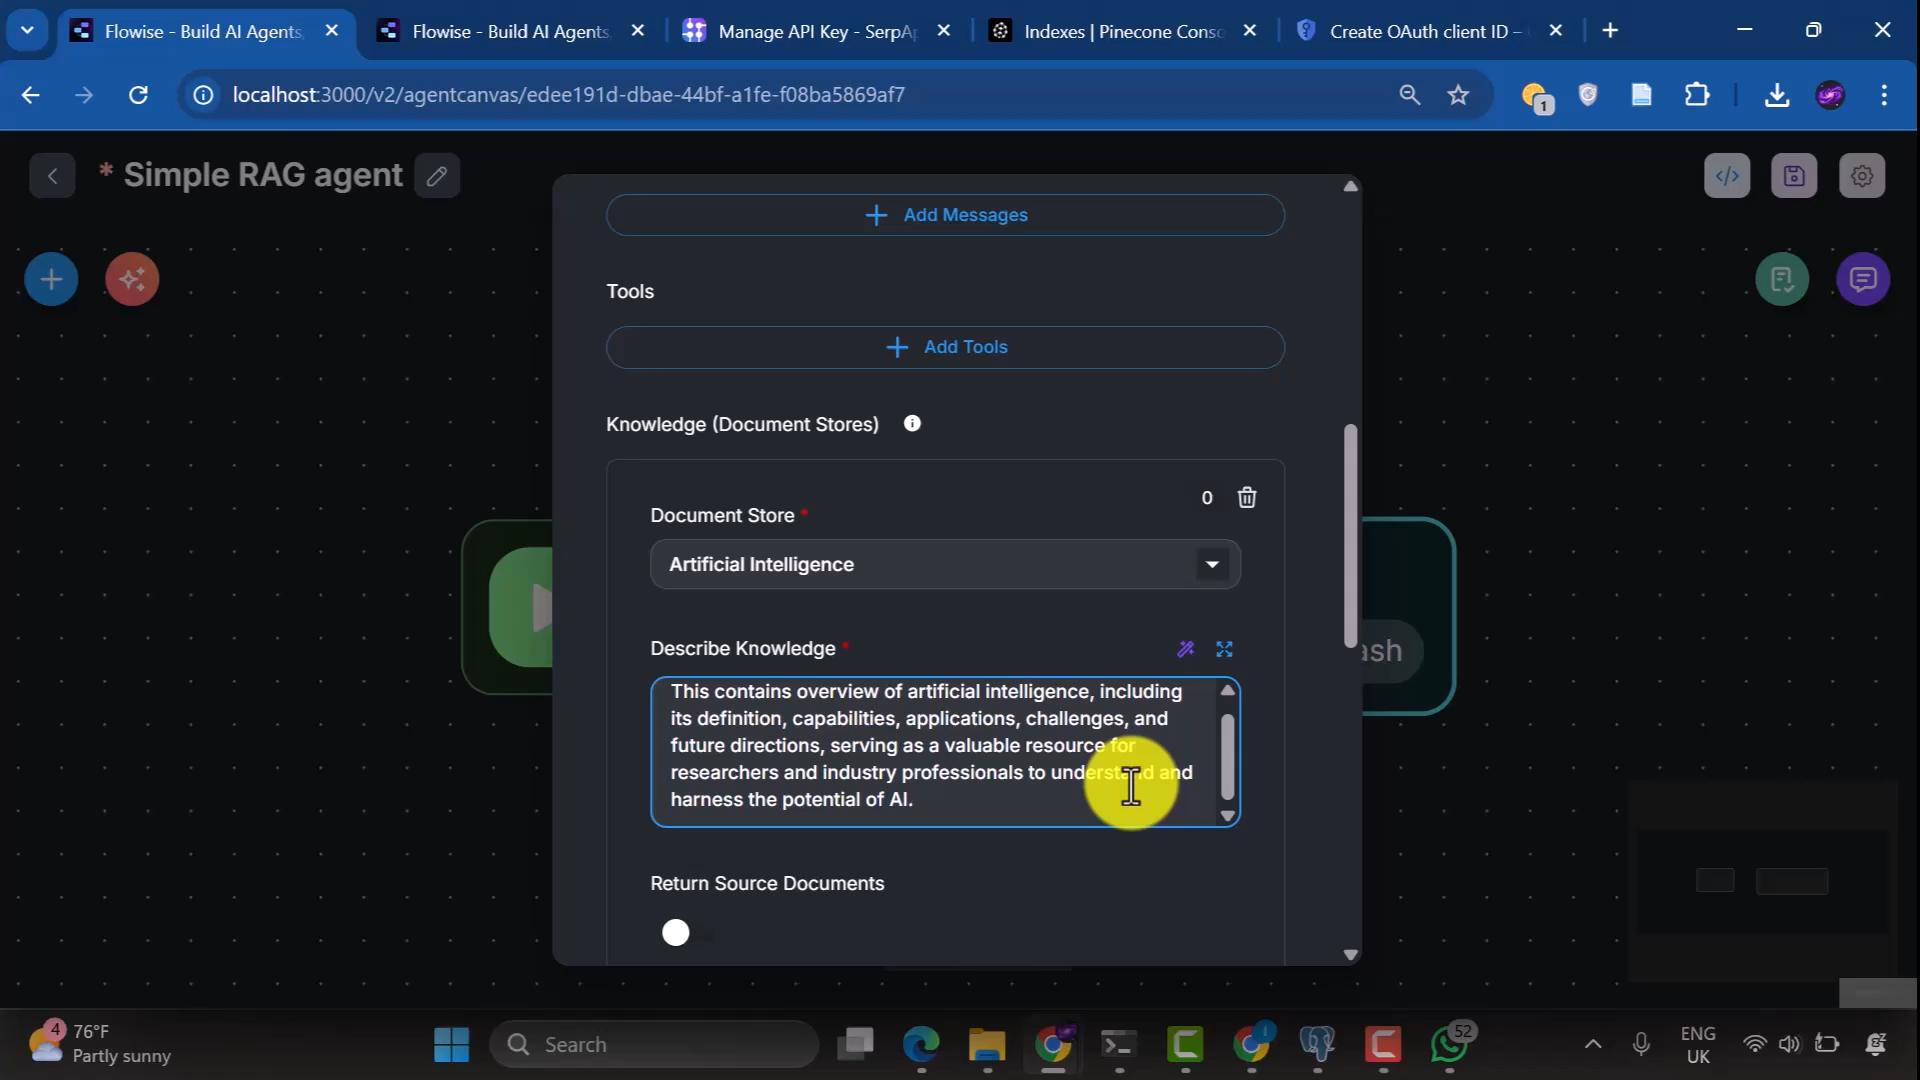 Flowise - Build AI Agents,
Flowise - Build AI Agents,
Manage API Key - SerpAp
Indexes | Pinecone Conso
Create OAuth client ID –
localhost:3000/v2/agentcanvas/edee191d-dbae-44bf-a1fe-f08ba5869af7
1
* Simple RAG agent
Add Messages
Tools
Add Tools
Knowledge (Document Stores)
0
Document Store *
Artificial Intelligence
Describe Knowledge *
ash
This contains overview of artificial intelligence, including
its definition, capabilities, applications, challenges, and
future directions, serving as a valuable resource for
researchers and industry professionals to understand and
harness the potential of AI.
Return Source Documents
4
76°F
Partly sunny
Search
52
ENG
UK